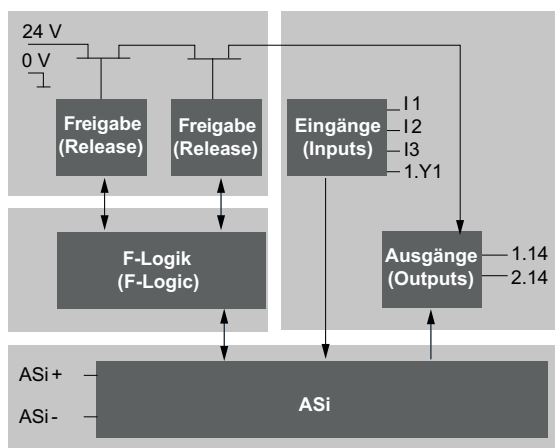 24 V
0 V
Freigabe
(Release)
Freigabe
(Release)
Eingänge
(Inputs)
I1
I2
I3
1.Y1
F-Logik
(F-Logic)
Ausgänge
(Outputs)
1.14
2.14
ASi+
ASi-
ASi